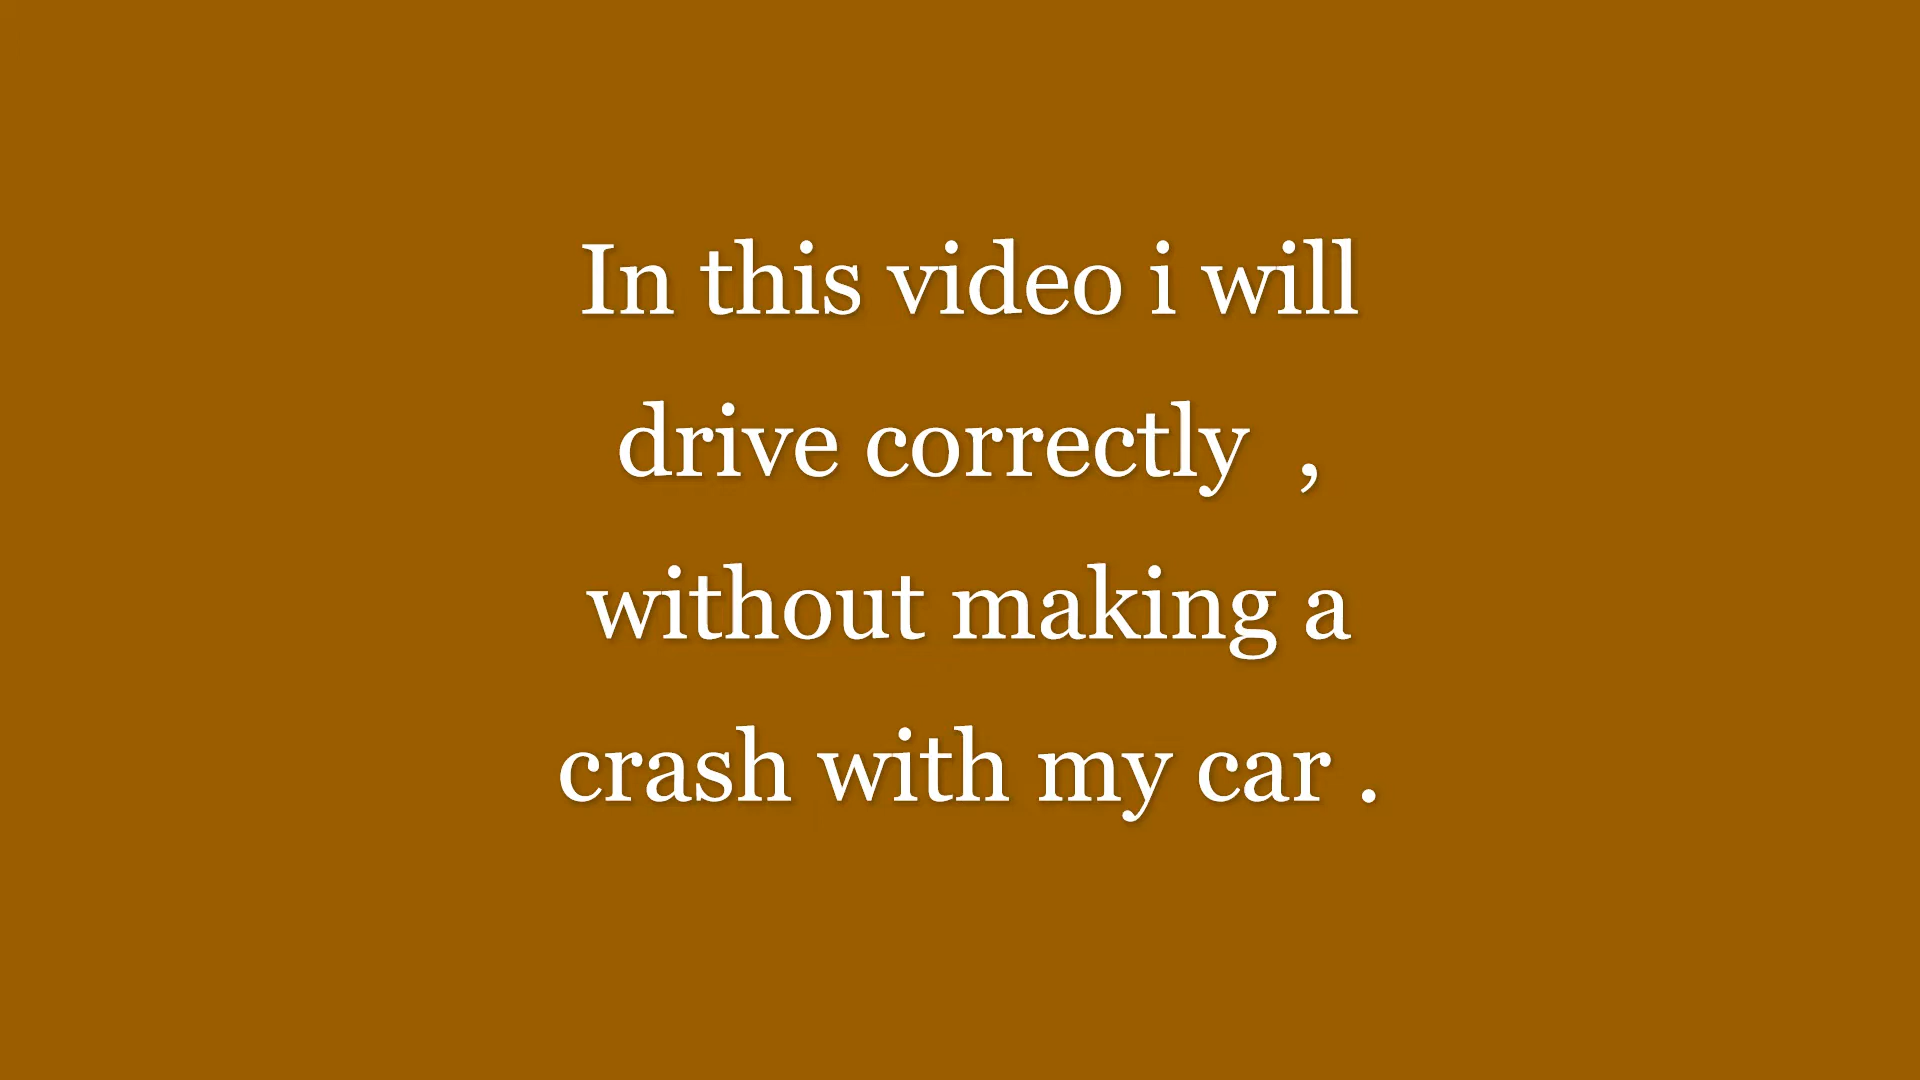 In this video i will
drive correctly  ,
without making a
crash with my car .